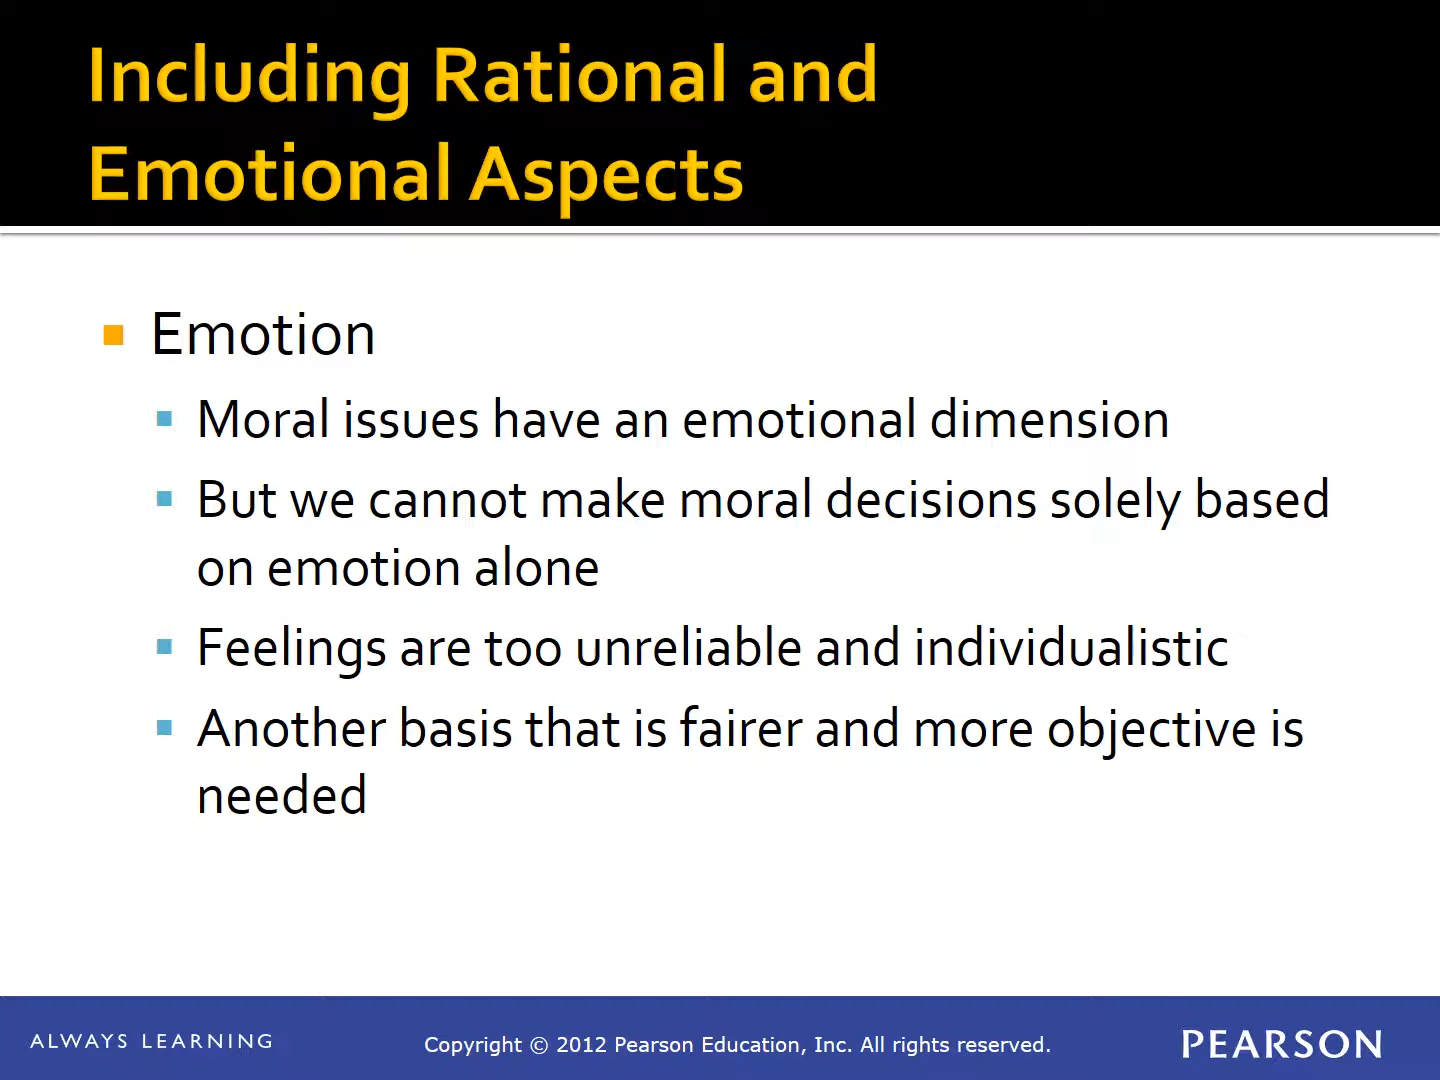 Including Rational and
Emotional Aspects
Emotion
Moral issues have an emotional dimension
But we cannot make moral decisions solely based
on emotion alone
Feelings are too unreliable and individualistic
Another basis that is fairer and more objective is
needed
ALWAYS LEARNING
Copyright © 2012 Pearson Education, Inc. All rights reserved.
PEARSON